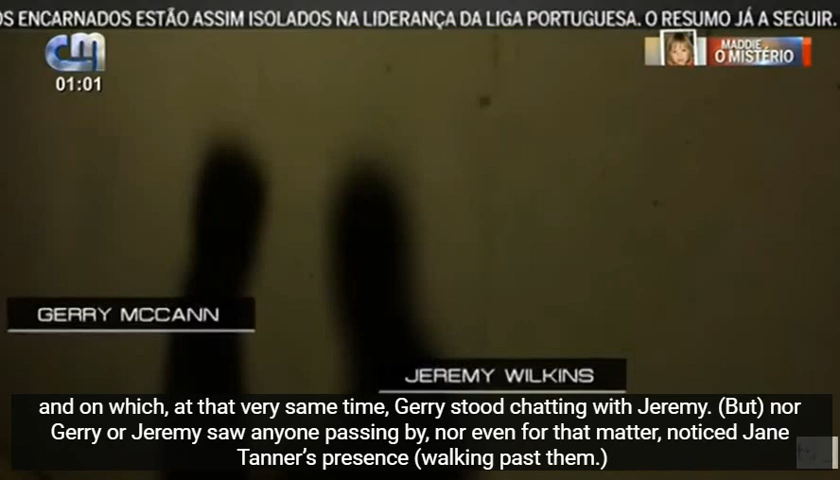 OS ENCARNADOS ESTÃO ASSIM ISOLADOS NA LIDERANÇA DA LIGA PORTUGUESA. O RESUMO JÁ A SEGUIR.
CM
01:01
MADDIE,
O MISTÉRIO
GERRY MCCANN
JEREMY WILKINS
and on which, at that very same time, Gerry stood chatting with Jeremy. (But) nor
Gerry or Jeremy saw anyone passing by, nor even for that matter, noticed Jane
Tanner's presence (walking past them.)